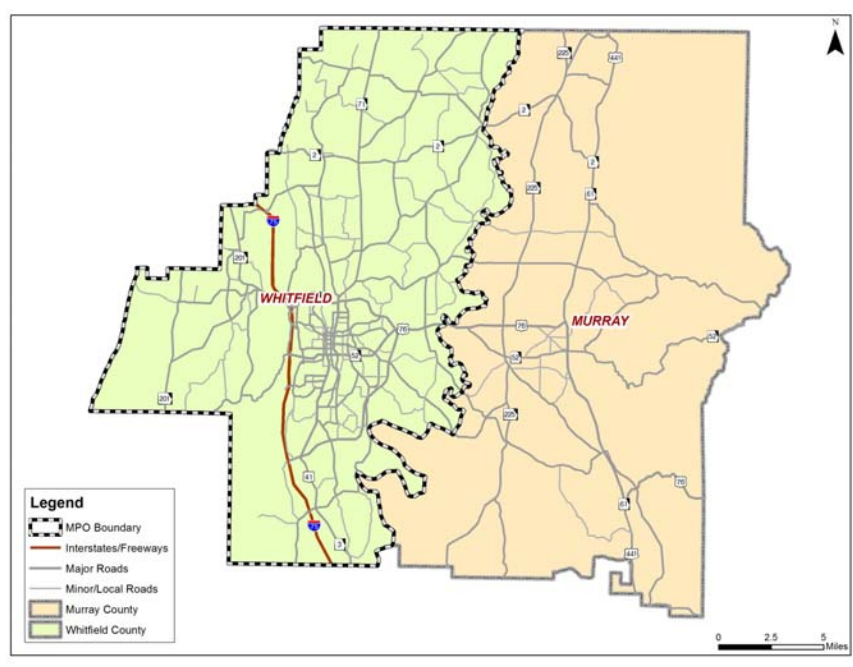 N
225
441
71
2
2
2
2
225
61
75
201
WHITFIELD
MURRAY
76
76
52
52
52
201
225
41
76
61
75
3
441
Legend
MPO Boundary
Interstates/Freeways
Major Roads
Minor/Local Roads
Murray County
Whitfield County
0 2.5 5
Miles